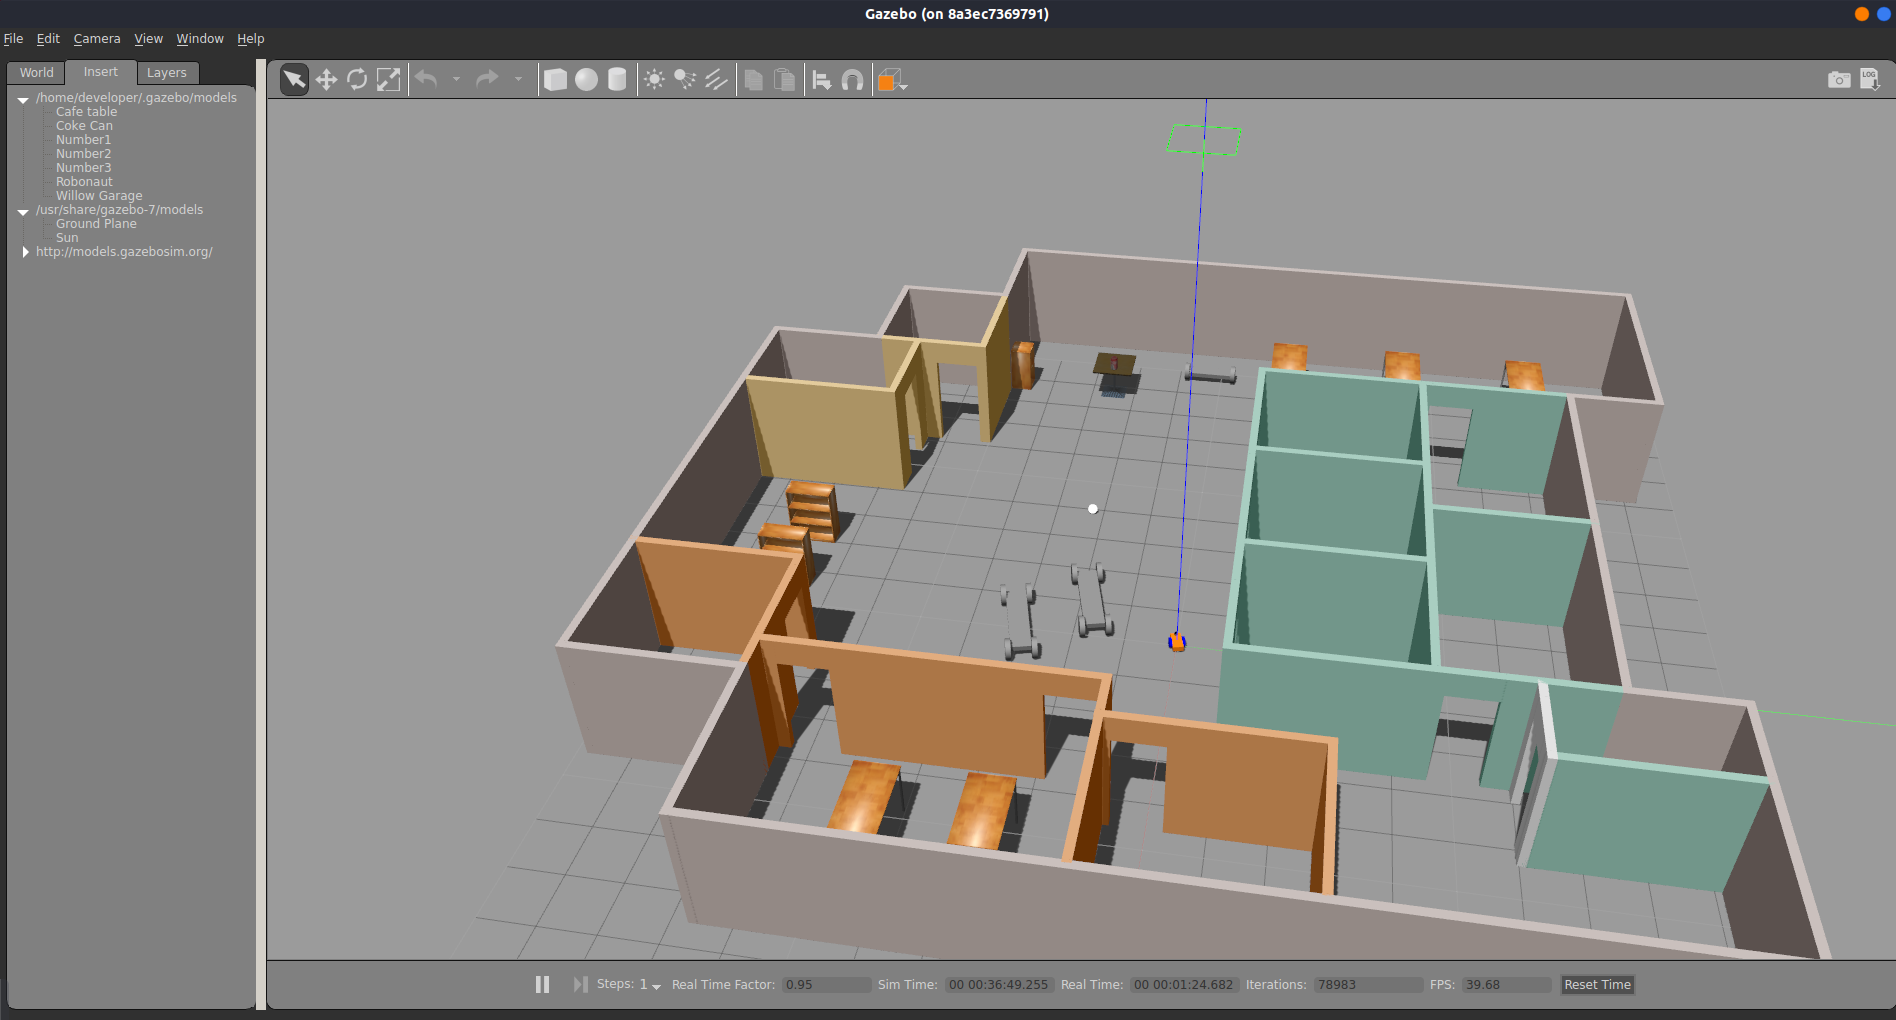 Gazebo (on 8a3ec7369791)
File Edit Camera View Window Help
World Insert Layers
/home/developer/.gazebo/models
Cafe table
Coke Can
Number1
Number2
Number3
Robonaut
Willow Garage
/usr/share/gazebo-7/models
Ground Plane
Sun
http://models.gazebosim.org/
LOG
Steps: 1 Real Time Factor: 0.95 Sim Time: 00 00:36:49.255 Real Time: 00 00:01:24.682 Iterations: 78983 FPS: 39.68 Reset Time